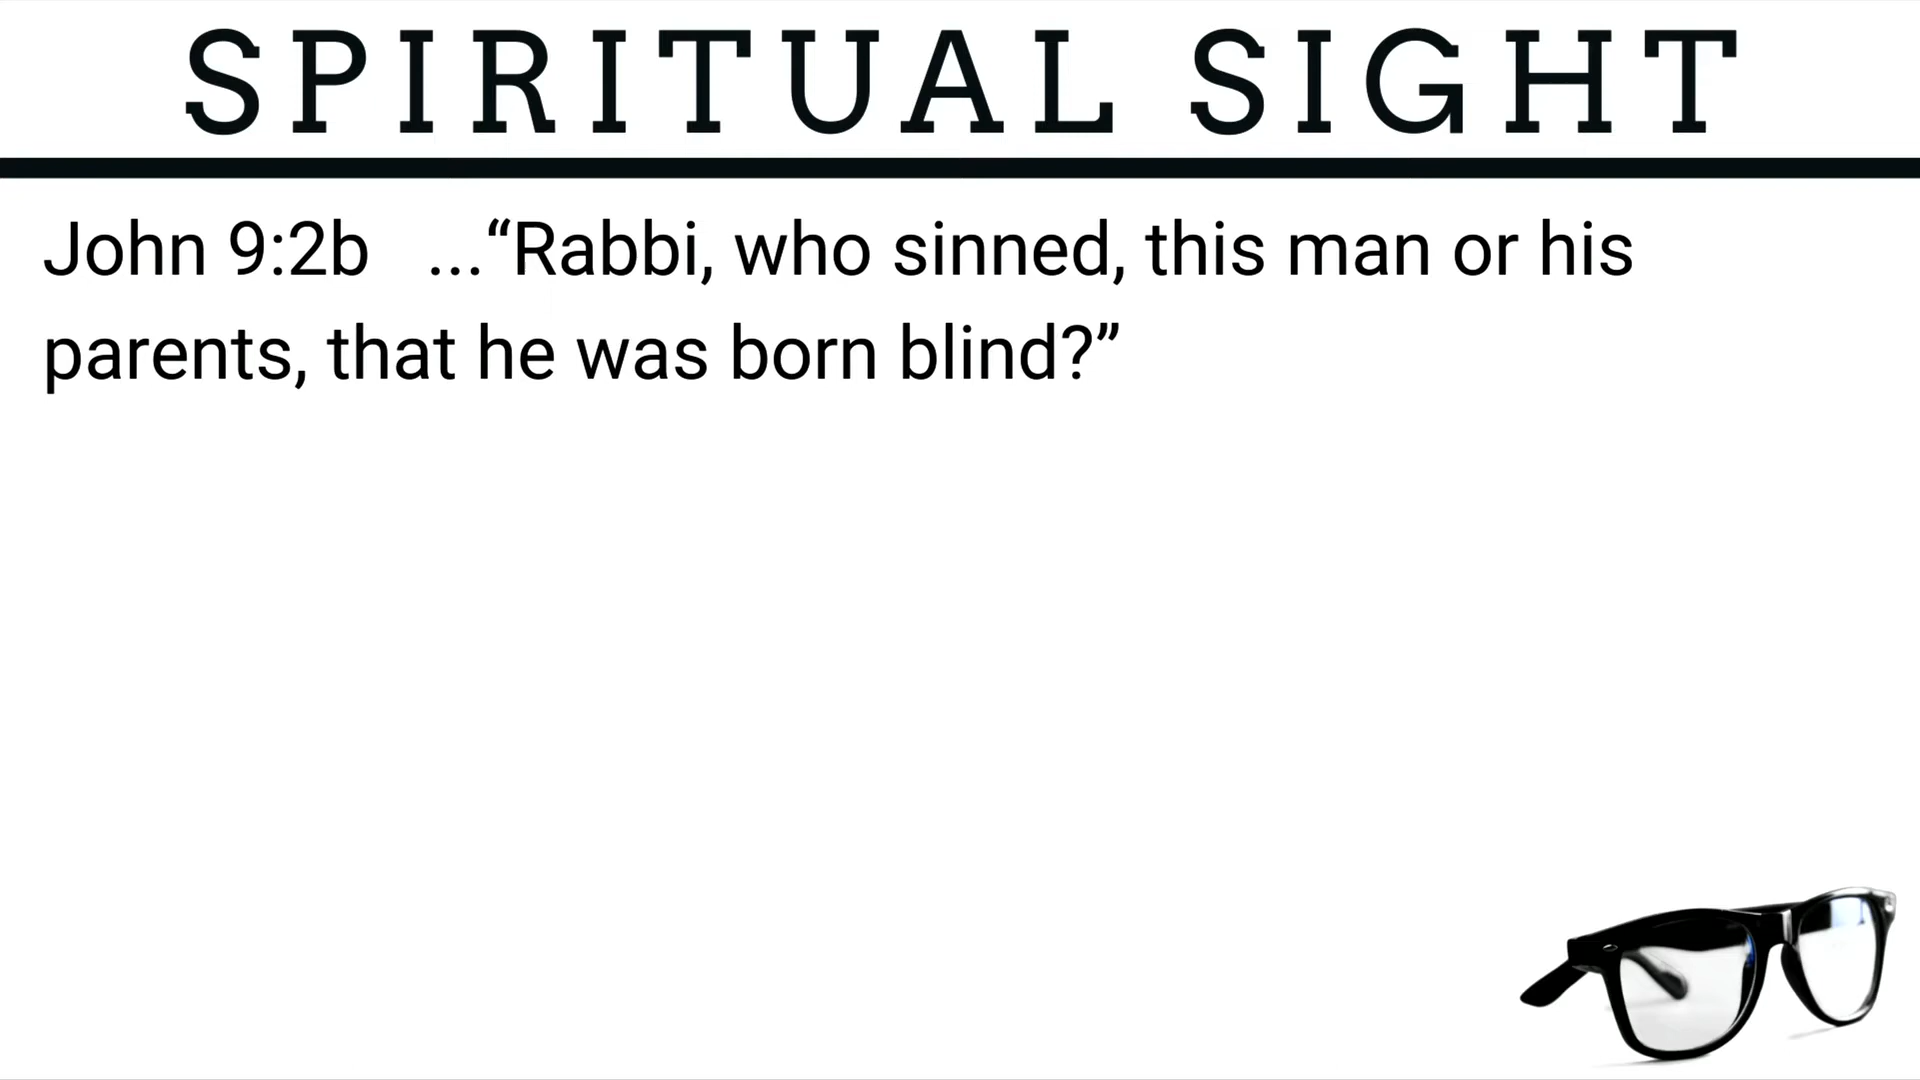 SPIRITUAL SIGHT
John 9:2b   ...“Rabbi, who sinned, this man or his
parents, that he was born blind?”